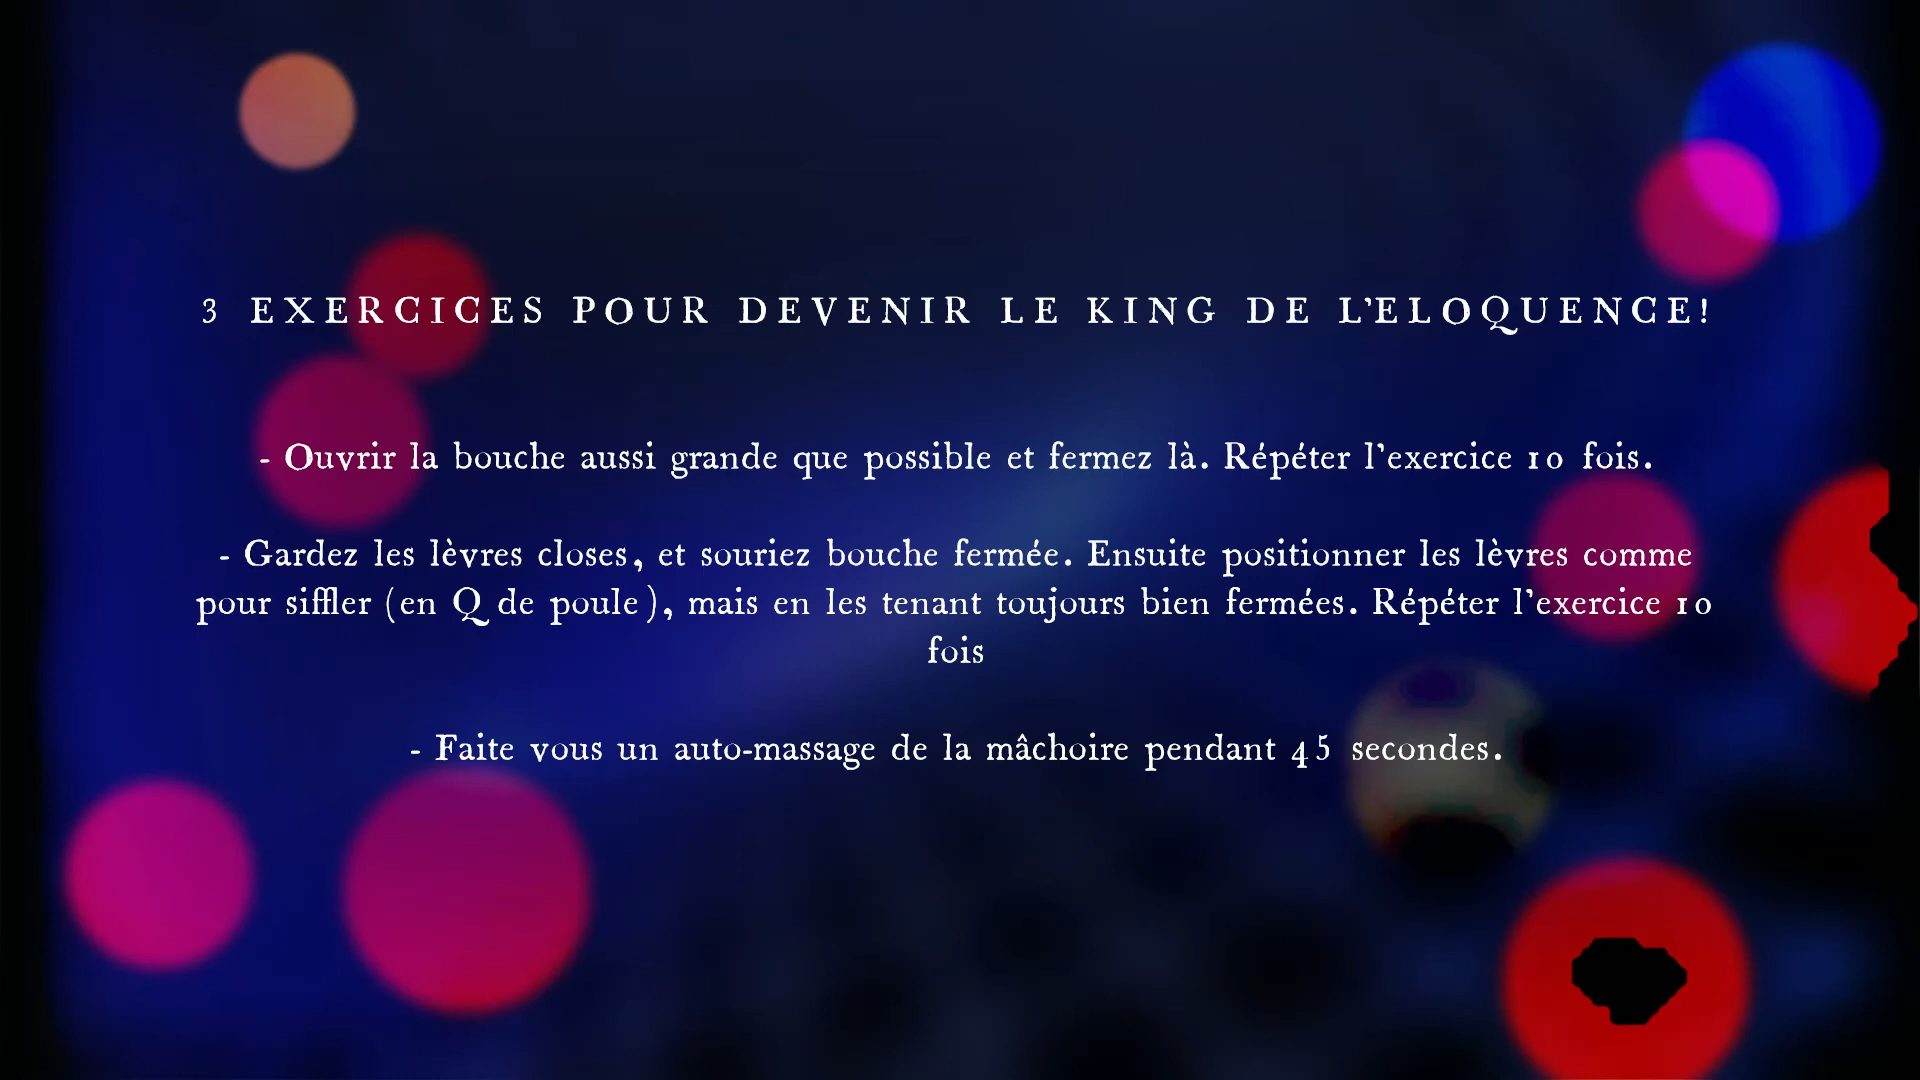 3 EXERCICES POUR DEVENIR LE KING DE L'ELOQUENCE!
- Ouvrir la bouche aussi grande que possible et fermez là. Répéter l'exercice 10 fois.
- Gardez les lèvres closes, et souriez bouche fermée. Ensuite positionner les lèvres comme
pour siffler (en Q de poule), mais en les tenant toujours bien fermées. Répéter l'exercice 10
fois
- Faite vous un auto-massage de la mâchoire pendant 45 secondes.